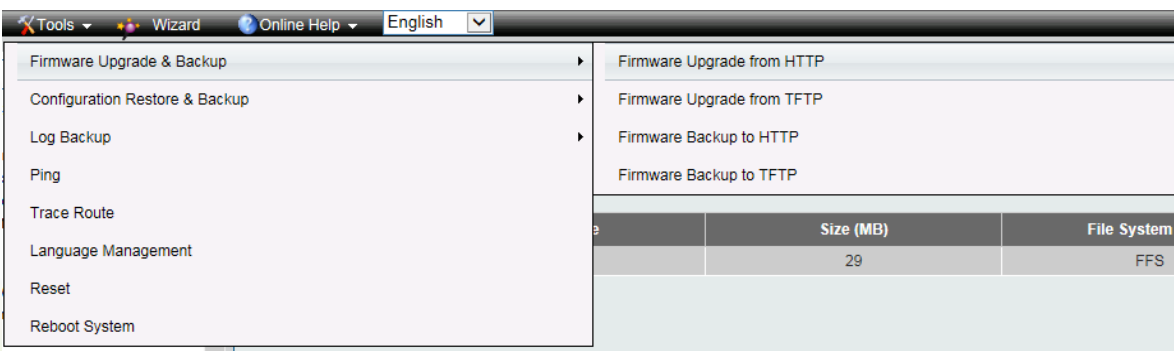 Tools Wizard Online Help English
Firmware Upgrade & Backup
Configuration Restore & Backup
Log Backup
Ping
Trace Route
Language Management
Reset
Reboot System
Firmware Upgrade from HTTP
Firmware Upgrade from TFTP
Firmware Backup to HTTP
Firmware Backup to TFTP
Size (MB) File System
29 FFS